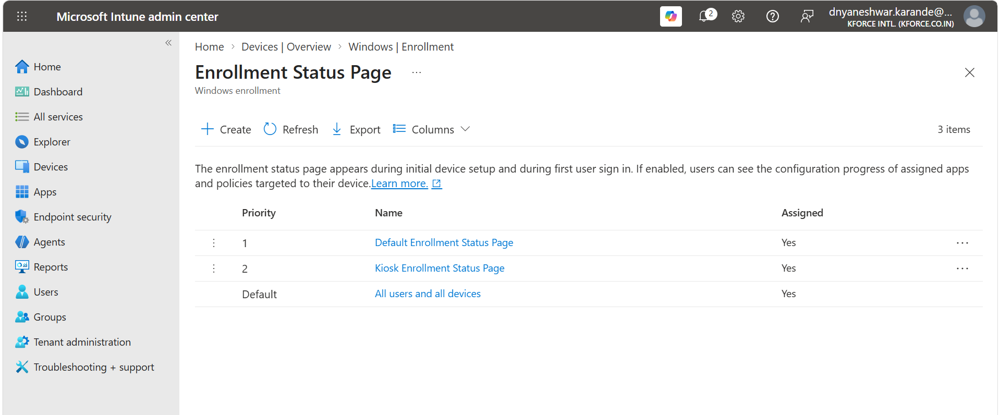 Microsoft Intune admin center
2
dnyaneshwar.karande@...
KFORCE INTL. (KFORCE.CO.IN)
Home
Dashboard
All services
Explorer
Devices
Apps
Endpoint security
Agents
Reports
Users
Groups
Tenant administration
Troubleshooting + support
Home > Devices | Overview > Windows | Enrollment
Enrollment Status Page ...
Windows enrollment
Create Refresh Export Columns 3 items
The enrollment status page appears during initial device setup and during first user sign in. If enabled, users can see the configuration progress of assigned apps
and policies targeted to their device.Learn more.
Priority Name Assigned
1 Default Enrollment Status Page Yes
2 Kiosk Enrollment Status Page Yes
Default All users and all devices Yes